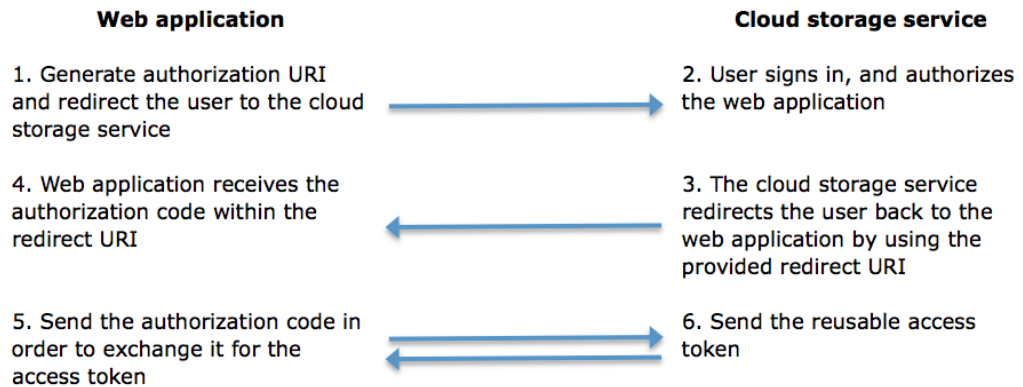 Web application
Cloud storage service
1. Generate authorization URI
and redirect the user to the cloud
storage service
2. User signs in, and authorizes
the web application
4. Web application receives the
authorization code within the
redirect URI
3. The cloud storage service
redirects the user back to the
web application by using the
provided redirect URI
5. Send the authorization code in
order to exchange it for the
access token
6. Send the reusable access
token